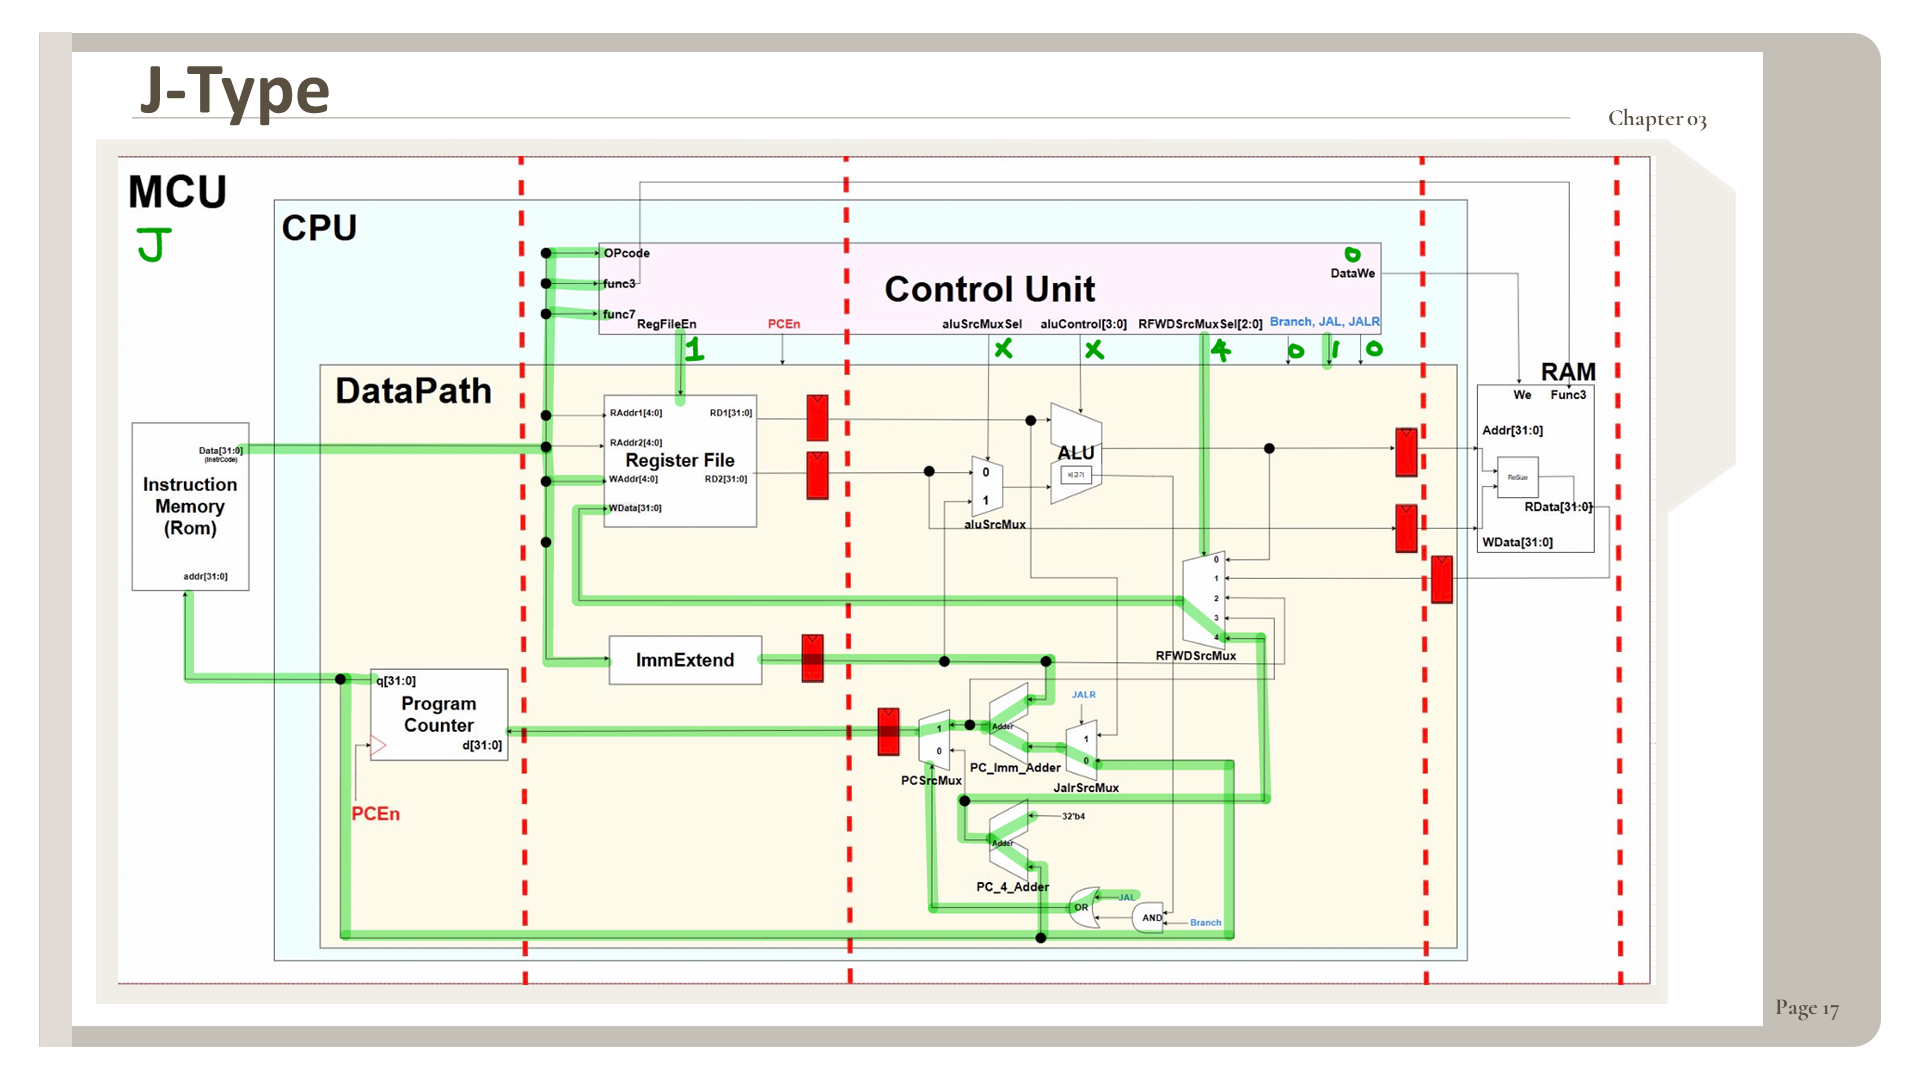 J-Type
Chapter 03
MCU
J
CPU
OPcode
func3
func7
Control Unit
0
DataWe
RegFileEn
PCEn
aluSrcMuxSel
aluControl[3:0]
RFWDSrcMuxSel[2:0]
Branch, JAL, JALR
1
X
X
4
0
1
0
DataPath
RAM
We
Func3
Addr[31:0]
ReSize
RData[31:0]
WData[31:0]
Data[31:0]
(InstrCode)
Instruction
Memory
(Rom)
addr[31:0]
RAddr1[4:0]
RD1[31:0]
RAddr2[4:0]
Register File
WAddr[4:0]
RD2[31:0]
WData[31:0]
0
1
aluSrcMux
ALU
비교기
0
1
2
3
4
RFWDSrcMux
ImmExtend
q[31:0]
Program
Counter
d[31:0]
PCEn
1
0
PCSrcMux
Adder
PC_Imm_Adder
JALR
1
0
JalrSrcMux
32'b4
Adder
PC_4_Adder
JAL
OR
AND
Branch
Page 17